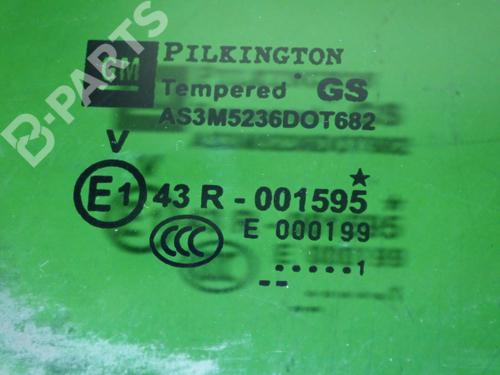 B-PARTS
GM PILKINGTON
Tempered GS
AS3M5236DOT682
V
E1 43 R - 001595 ★
CCC E 000199
.....1
--